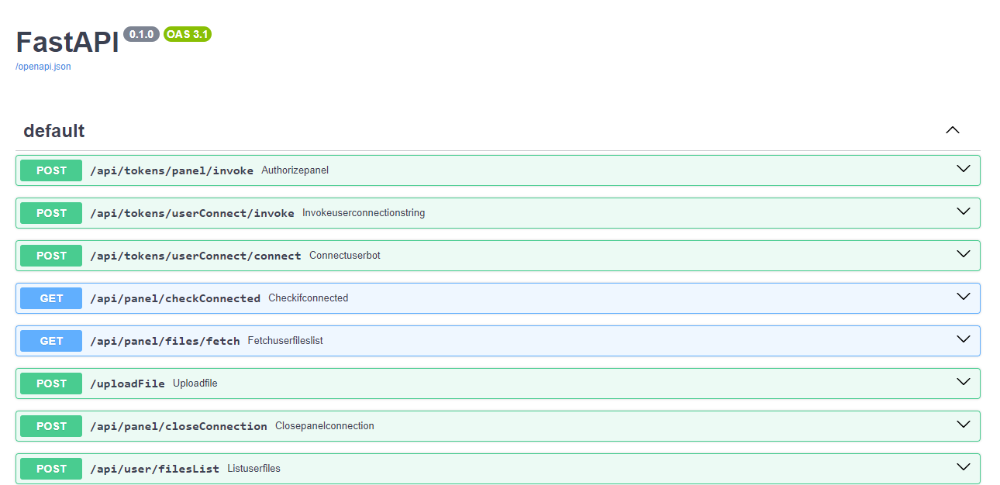 FastAPI 0.1.0 OAS 3.1
/openapi.json
default
POST /api/tokens/panel/invoke Authorizepanel
POST /api/tokens/userConnect/invoke Invokeuserconnectionstring
POST /api/tokens/userConnect/connect Connectuserbot
GET /api/panel/checkConnected Checkifconnected
GET /api/panel/files/fetch Fetchuserfileslist
POST /uploadFile Uploadfile
POST /api/panel/closeConnection Closepanelconnection
POST /api/user/filesList Listuserfiles